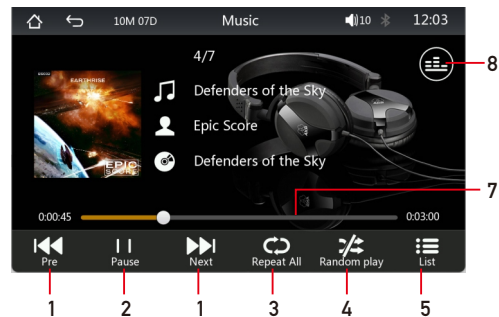 10M 07D Music 10 12:03
4/7
EARTHRISE
Defenders of the Sky
Epic Score
EPIC
SCORE
Defenders of the Sky
0:00:45 0:03:00
Pre Pause Next Repeat All Random play List
8
7
1 2 1 3 4 5